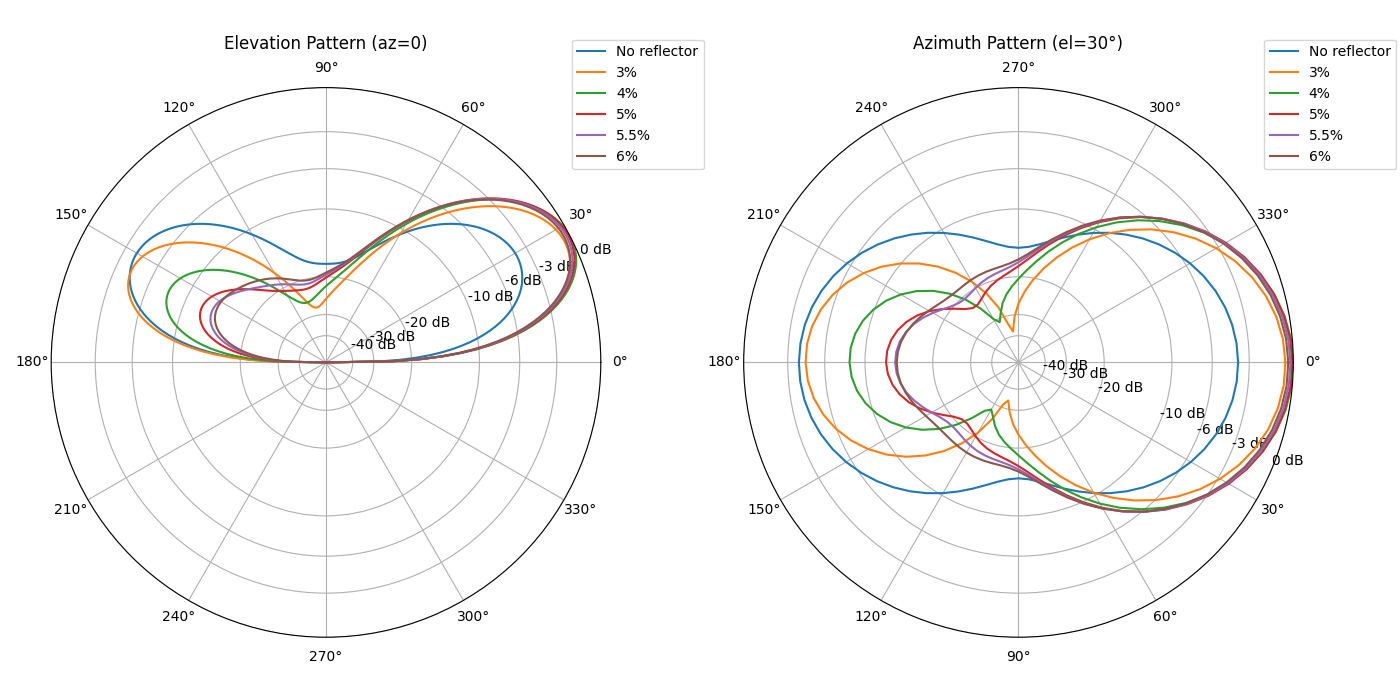 Elevation Pattern (az=0)
90°
120°
60°
150°
30°
180°
0°
210°
330°
240°
300°
270°
0 dB
-3 dB
-6 dB
-10 dB
-20 dB
-30 dB
-40 dB
No reflector
3%
4%
5%
5.5%
6%
Azimuth Pattern (el=30°)
270°
240°
300°
210°
330°
180°
0°
150°
30°
120°
60°
90°
-40 dB
-30 dB
-20 dB
-10 dB
-6 dB
-3 dB
0 dB
No reflector
3%
4%
5%
5.5%
6%